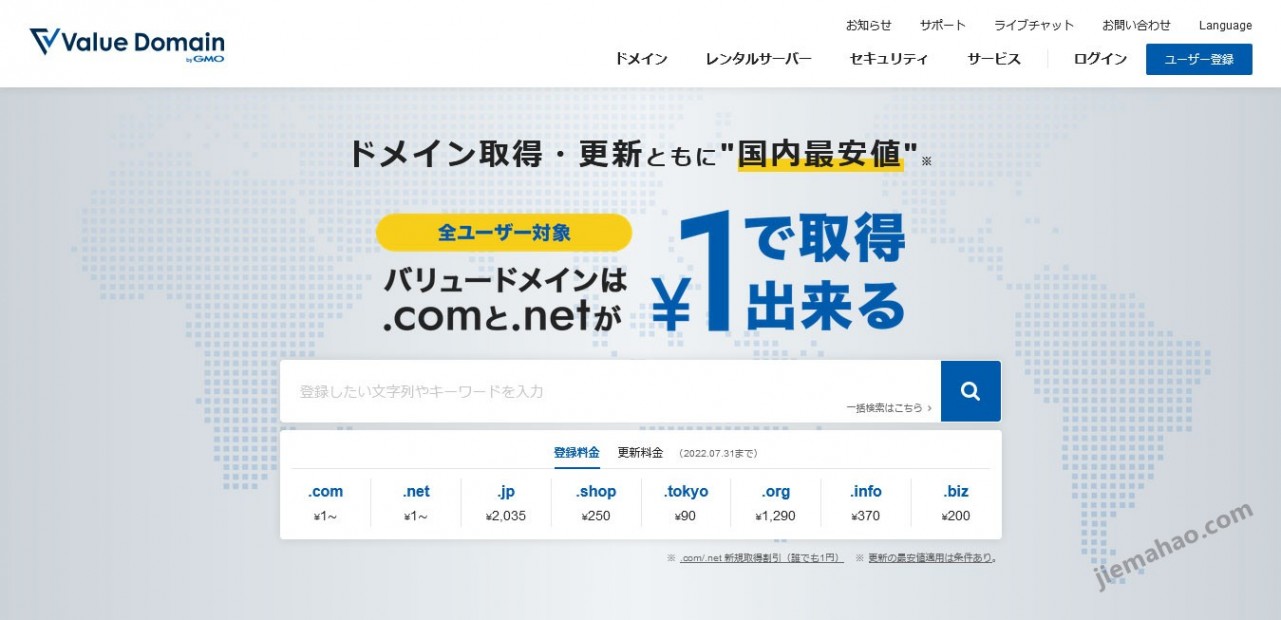 Value Domain
by GMO
お知らせ サポート ライブチャット お問い合わせ Language
ドメイン レンタルサーバー セキュリティ サービス ログイン ユーザー登録
ドメイン取得・更新ともに"国内最安値"※
全ユーザー対象
バリュードメインは
.comと.netが
¥1で取得
出来る
登録したい文字列やキーワードを入力
一括検索はこちら ›
登録料金 更新料金 (2022.07.31まで)
.com .net .jp .shop .tokyo .org .info .biz
¥1~ ¥1~ ¥2,035 ¥250 ¥90 ¥1,290 ¥370 ¥200
※ .com/.net 新規取得割引(誰でも1円) ※ 更新の最安値適用は条件あり。
jiemahao.com